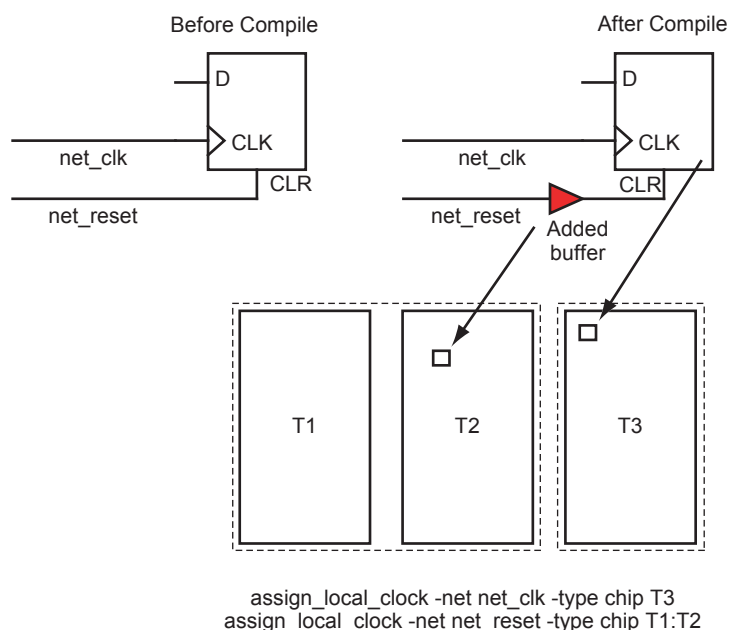 Before Compile
After Compile
D
D
CLK
CLK
net_clk
net_clk
CLR
CLR
net_reset
net_reset
Added
buffer
T1
T2
T3
assign_local_clock -net net_clk -type chip T3
assign_local_clock -net net_reset -type chip T1:T2